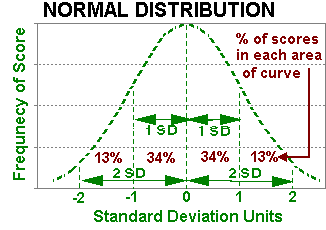 NORMAL DISTRIBUTION
% of scores
in each area
of curve
Frequnecy of Score
1 SD 1 SD
13% 34% 34% 13%
2 SD 2 SD
-2 -1 0 1 2
Standard Deviation Units